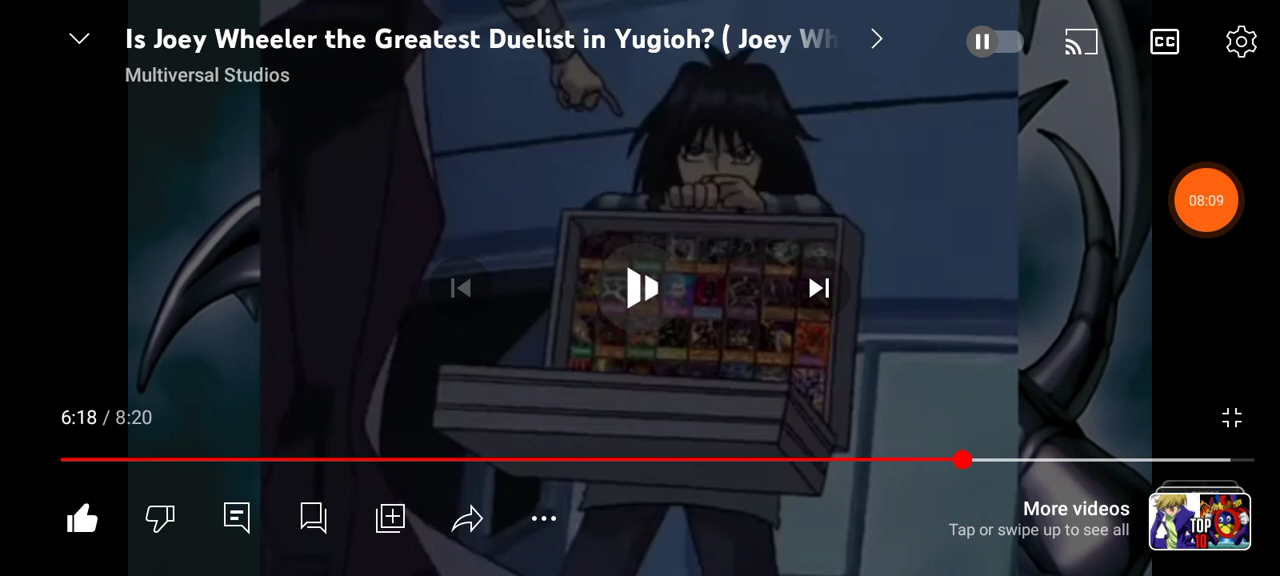 Is Joey Wheeler the Greatest Duelist in Yugioh? ( Joey Wh
Multiversal Studios
CC
08:09
6:18 / 8:20
More videos
Tap or swipe up to see all
TOP
10